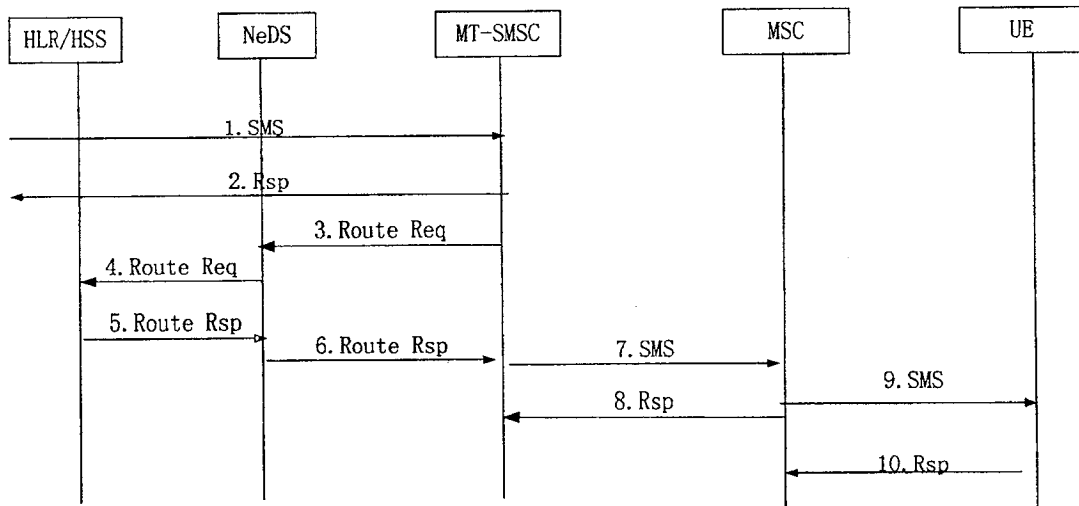 HLR/HSS
NeDS
MT-SMSC
MSC
UE
1.SMS
2.Rsp
3.Route Req
4.Route Req
5.Route Rsp
6.Route Rsp
7.SMS
8.Rsp
9.SMS
10.Rsp